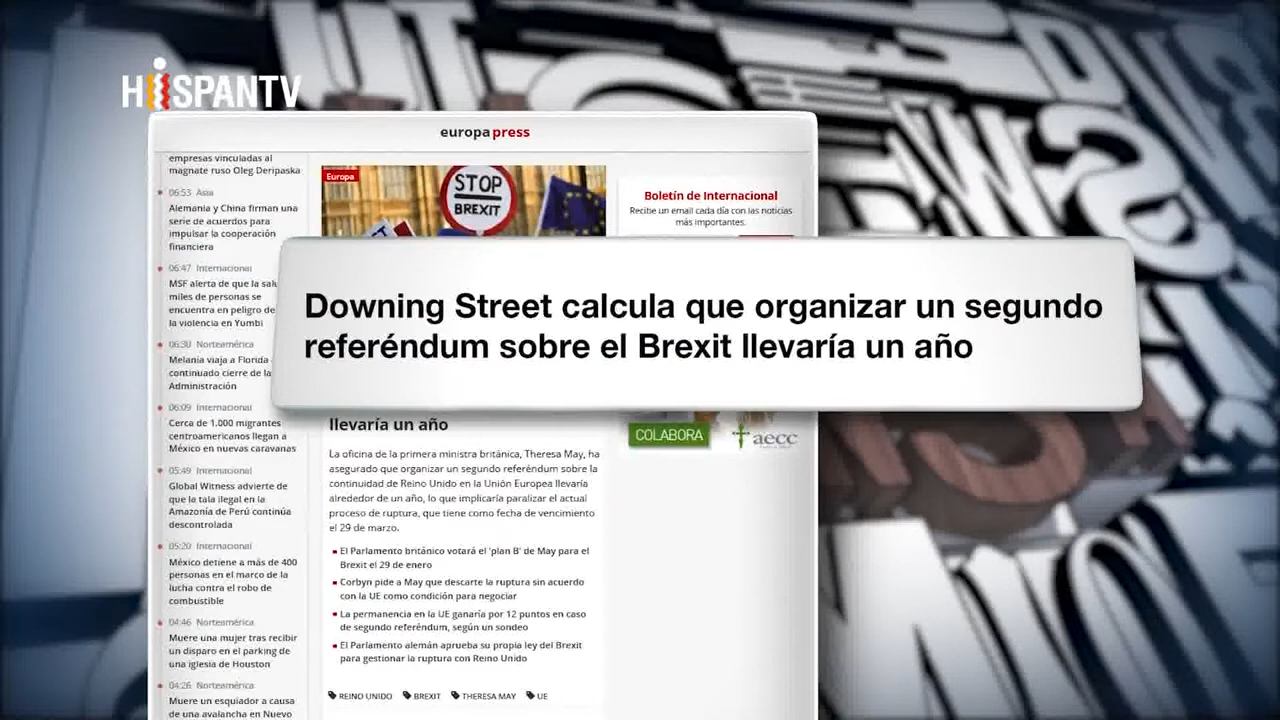 HISPANTV
europapress
empresas vinculadas al
magnate ruso Oleg Deripaska
06:53 Asia
Alemania y China firman una
serie de acuerdos para
impulsar la cooperación
financiera
06:47 Internacional
MSF alerta de que la
miles de personas se
encuentra en peligro de
la violencia en Yumbi
06:30 Norteamérica
Melania viaja a Florida
continuado cierre de la
Administración
06:09 Internacional
Cerca de 1.000 migrantes
centroamericanos llegan a
México en nuevas caravanas
05:49 Internacional
Global Witness advierte de
que la tala ilegal en la
Amazonía de Perú continúa
descontrolada
05:20 Internacional
México detiene a más de 400
personas en el marco de la
lucha contra el robo de
combustible
04:46 Norteamérica
Muere una mujer tras recibir
un disparo en el parking de
una iglesia de Houston
04:26 Norteamérica
Muere un esquiador a causa
de una avalancha en Nuevo
Europa
STOP
BREXIT
Boletín de Internacional
Recibe un email cada día con las noticias
más importantes.
Downing Street calcula que organizar un segundo
referéndum sobre el Brexit llevaría un año
llevaría un año
La oficina de la primera ministra británica, Theresa May, ha
asegurado que organizar un segundo referéndum sobre la
continuidad de Reino Unido en la Unión Europea llevaría
alrededor de un año, lo que implicaría paralizar el actual
proceso de ruptura, que tiene como fecha de vencimiento
el 29 de marzo.
El Parlamento británico votará el 'plan B' de May para el
Brexit el 29 de enero
Corbyn pide a May que descarte la ruptura sin acuerdo
con la UE como condición para negociar
La permanencia en la UE ganaría por 12 puntos en caso
de segundo referéndum, según un sondeo
El Parlamento alemán aprueba su propia ley del Brexit
para gestionar la ruptura con Reino Unido
REINO UNIDO BREXIT THERESA MAY UE
COLABORA
aecc